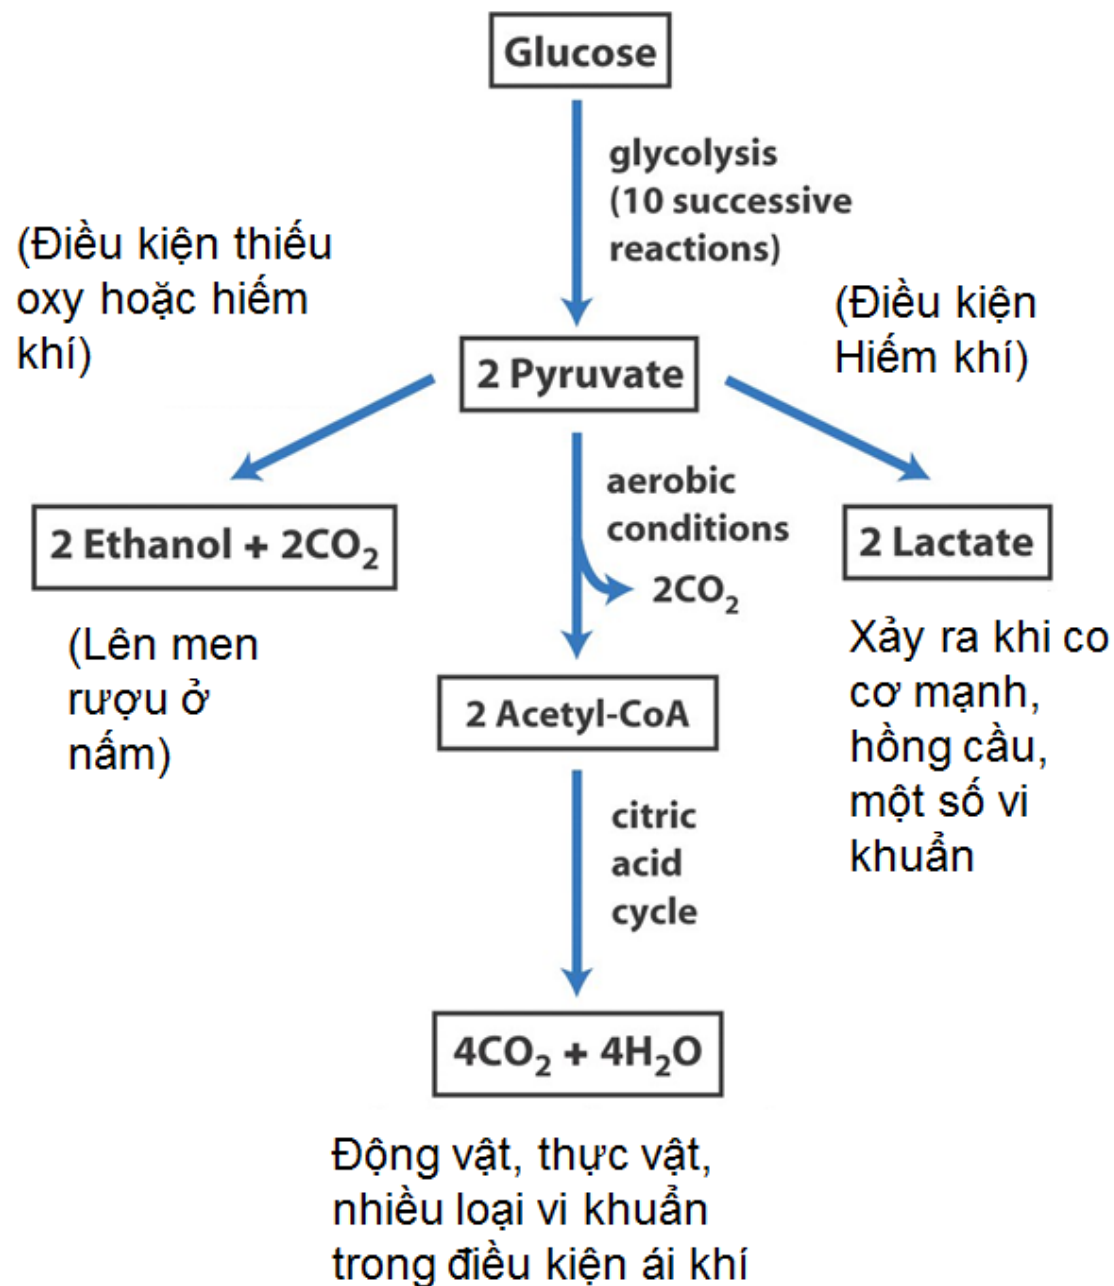 Glucose
glycolysis
(10 successive
reactions)
(Điều kiện thiếu
oxy hoặc hiếm
khí)
(Điều kiện
Hiếm khí)
2 Pyruvate
2 Ethanol + 2CO₂
aerobic
conditions
2CO₂
2 Lactate
(Lên men
rượu ở
nấm)
Xảy ra khi co
cơ mạnh,
hồng cầu,
một số vi
khuẩn
2 Acetyl-CoA
citric
acid
cycle
4CO₂ + 4H₂O
Động vật, thực vật,
nhiều loại vi khuẩn
trong điều kiện ái khí